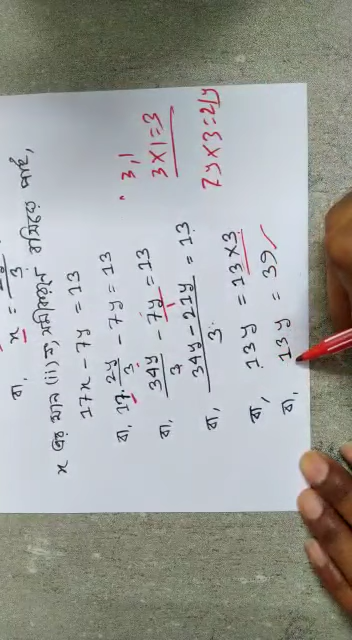 বা, x = 2y/3
x এর মান (ii) নং সমীকরণে বসিয়ে পাই,
17x - 7y = 13
বা, 17. 2y/3 - 7y = 13
বা, 34y/3 - 7y/1 = 13
বা, 34y - 21y/3 = 13
বা, 13y = 13 × 3
বা, 13y = 39
3,1
3 × 1 = 3
7y × 3 = 21y